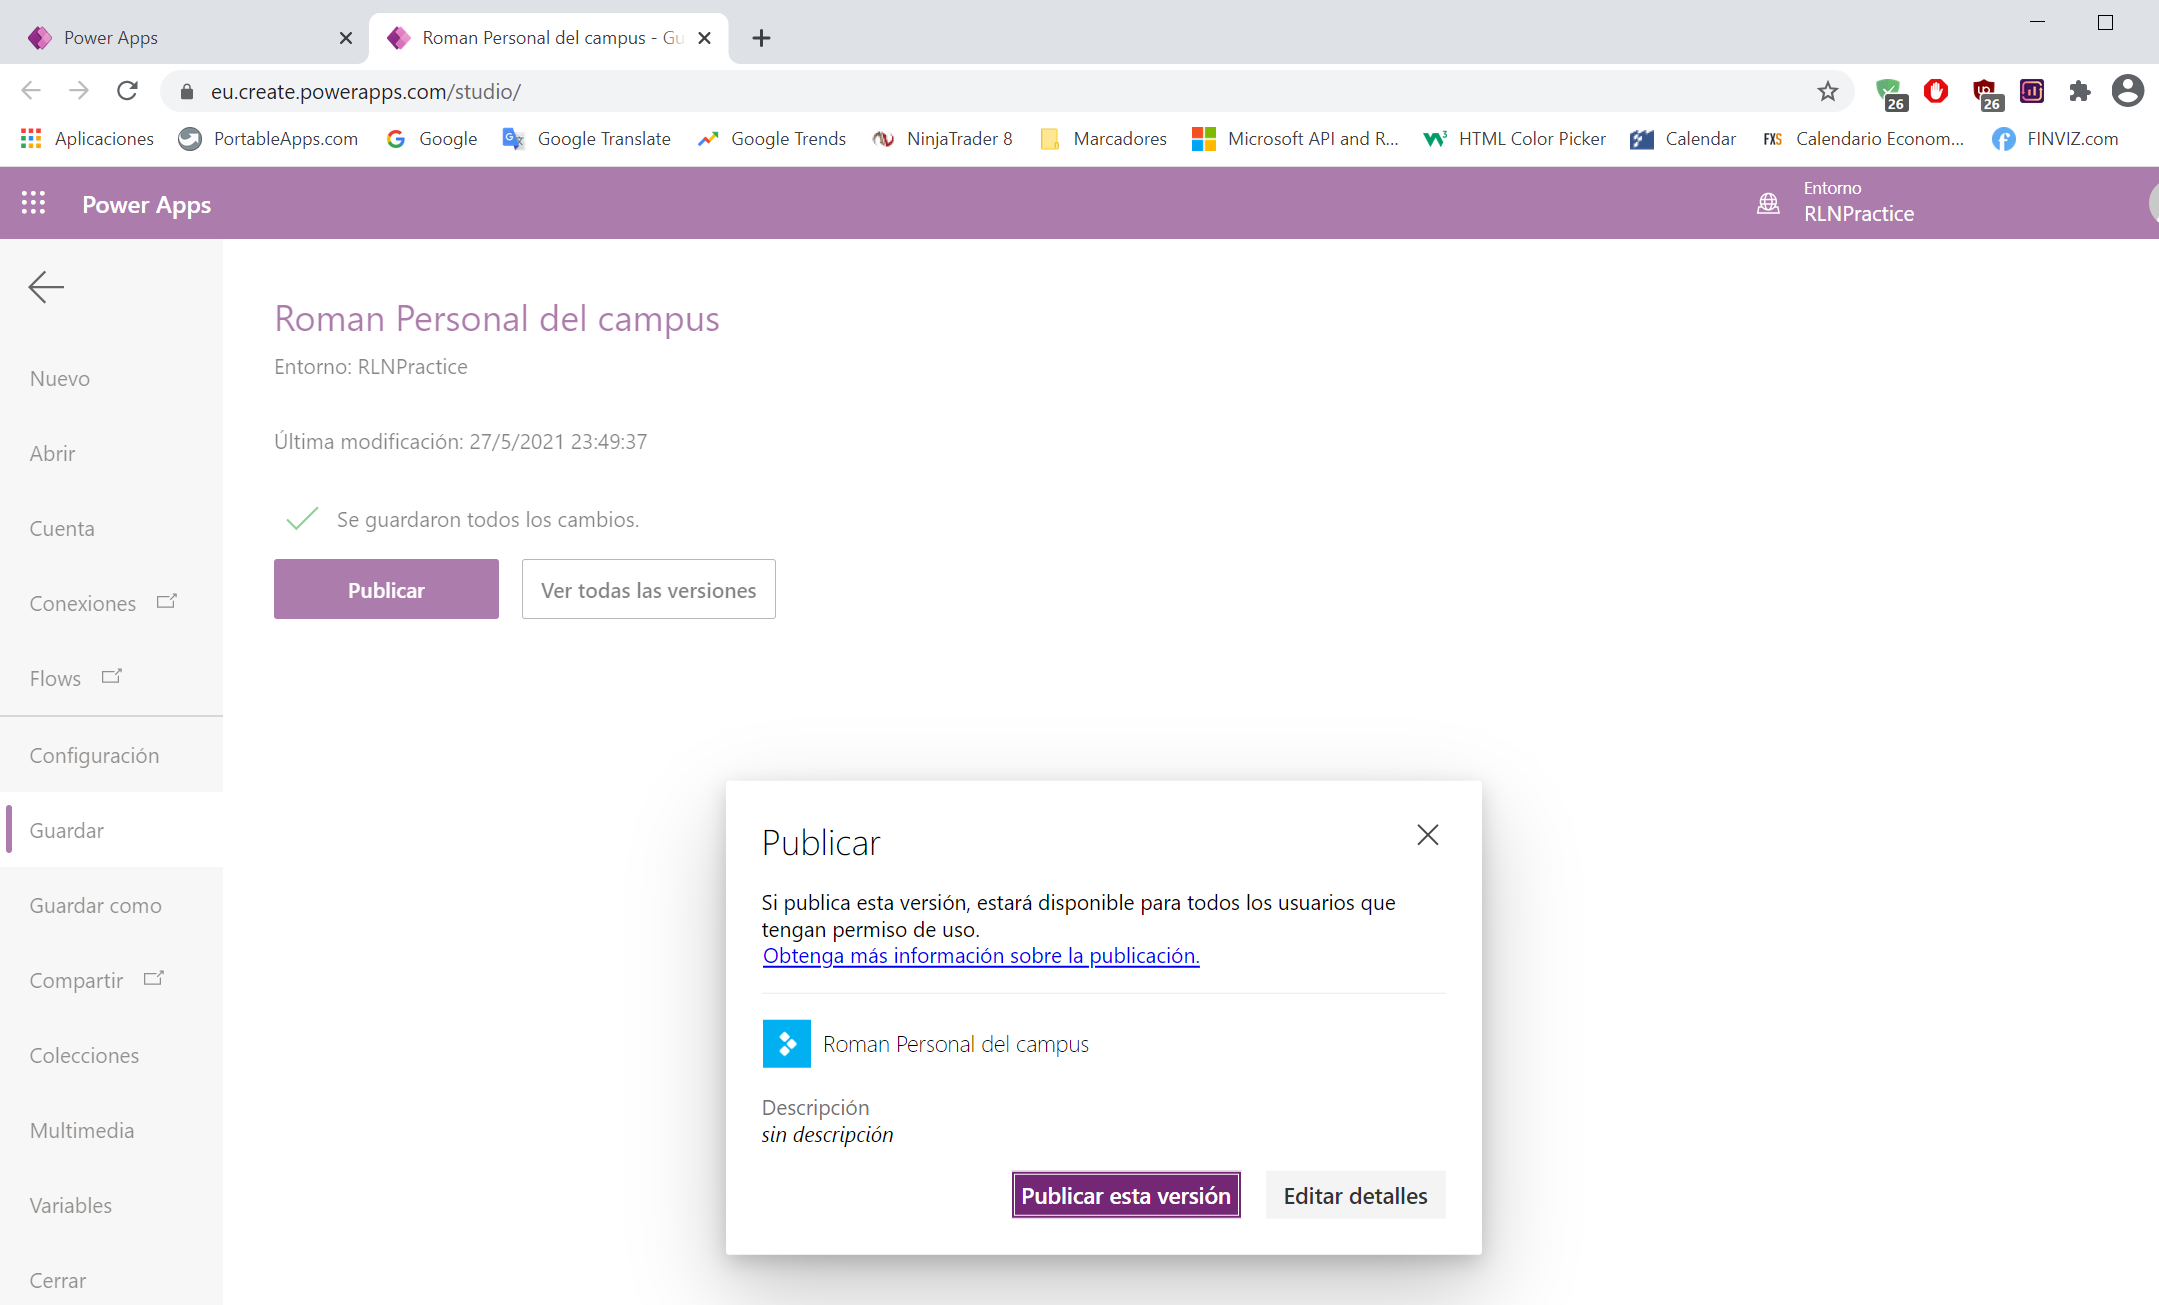 Power Apps
Roman Personal del campus - Gu
eu.create.powerapps.com/studio/
26
26
Aplicaciones
PortableApps.com
Google
Google Translate
Google Trends
NinjaTrader 8
Marcadores
Microsoft API and R...
HTML Color Picker
Calendar
Calendario Econom...
FINVIZ.com
Power Apps
Entorno
RLNPractice
Nuevo
Abrir
Cuenta
Conexiones
Flows
Configuración
Guardar
Guardar como
Compartir
Colecciones
Multimedia
Variables
Cerrar
Roman Personal del campus
Entorno: RLNPractice
Última modificación: 27/5/2021 23:49:37
Se guardaron todos los cambios.
Publicar
Ver todas las versiones
Publicar
Si publica esta versión, estará disponible para todos los usuarios que
tengan permiso de uso.
Obtenga más información sobre la publicación.
Roman Personal del campus
Descripción
sin descripción
Publicar esta versión
Editar detalles